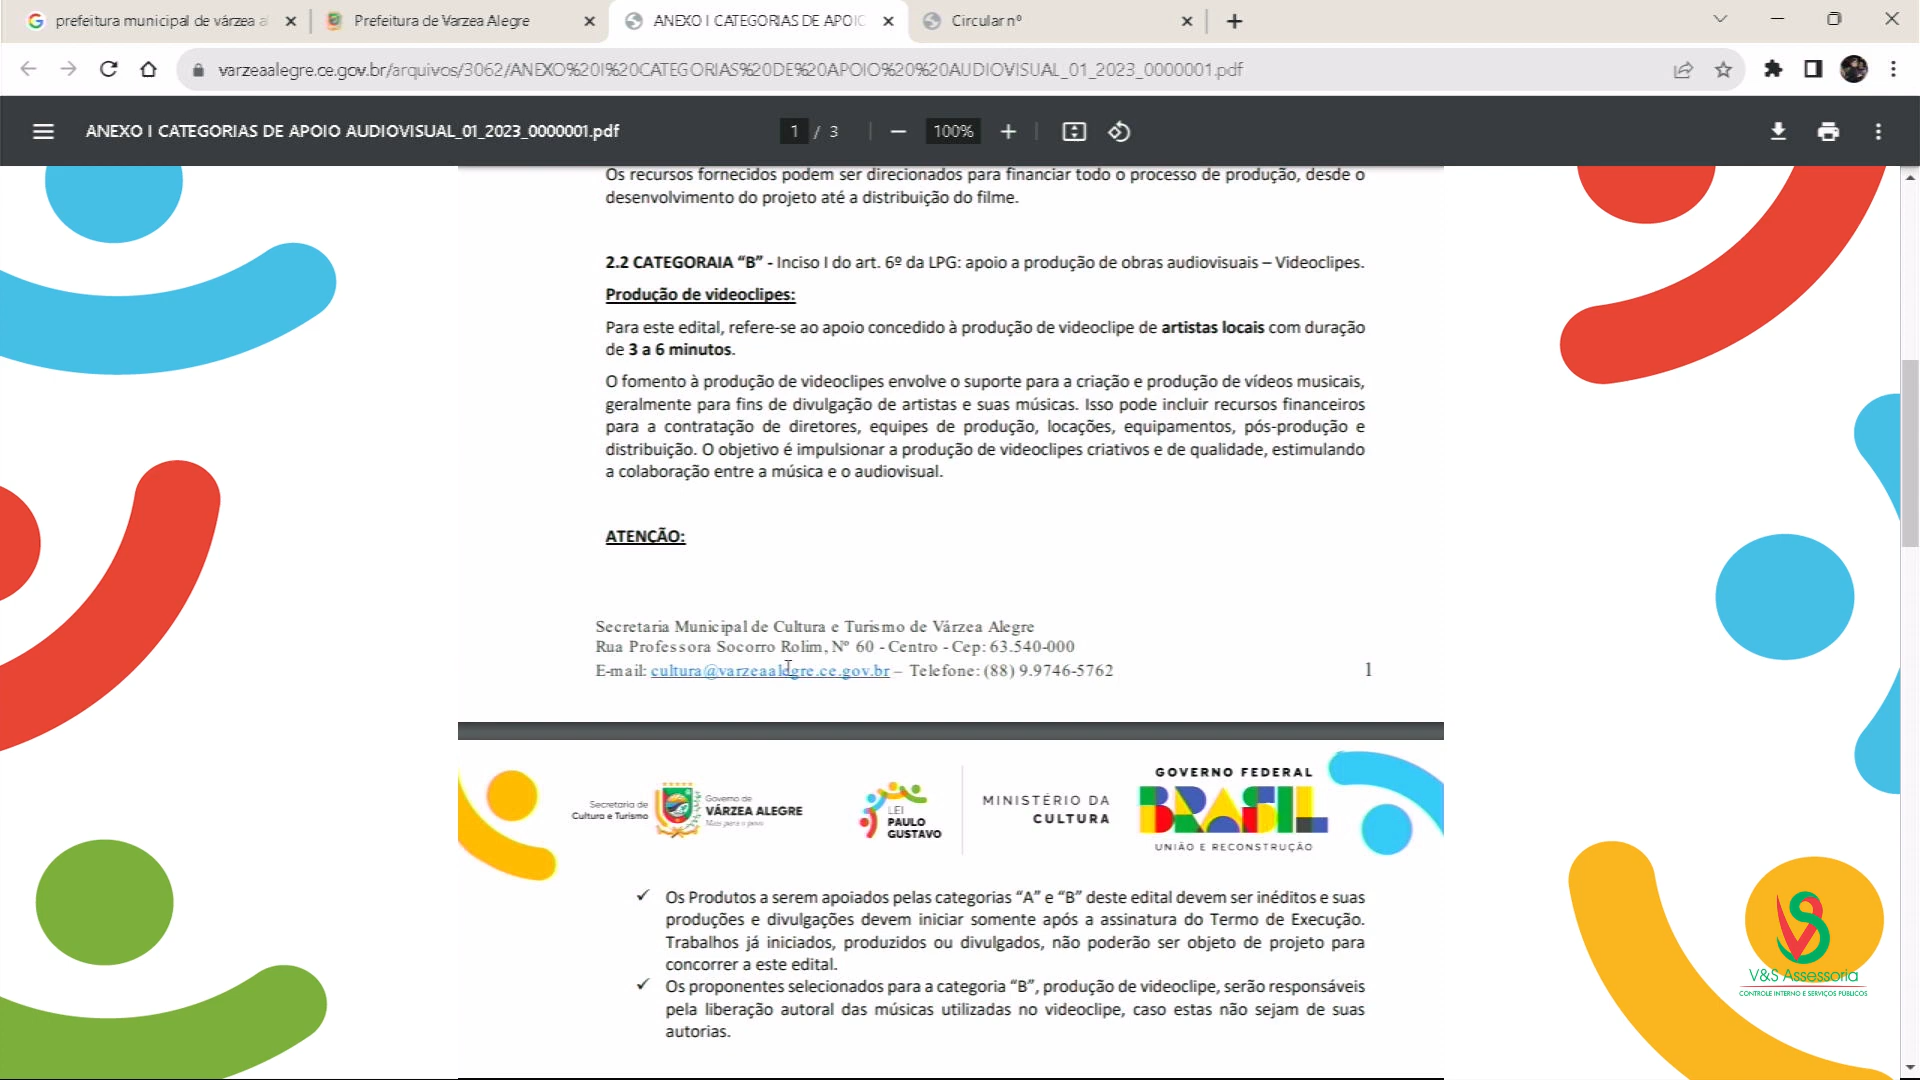 prefeitura municipal de várzea a
Prefeitura de Varzea Alegre
ANEXO I CATEGORIAS DE APOIO
Circular nº
varzeaalegre.ce.gov.br/arquivos/3062/ANEXO%20I%20CATEGORIAS%20DE%20APOIO%20%20AUDIOVISUAL_01_2023_0000001.pdf
ANEXO I CATEGORIAS DE APOIO AUDIOVISUAL_01_2023_0000001.pdf
1 / 3
100%
Os recursos fornecidos podem ser direcionados para financiar todo o processo de produção, desde o
desenvolvimento do projeto até a distribuição do filme.
2.2 CATEGORAIA “B” - Inciso I do art. 6º da LPG: apoio a produção de obras audiovisuais – Videoclipes.
Produção de videoclipes:
Para este edital, refere-se ao apoio concedido à produção de videoclipe de artistas locais com duração
de 3 a 6 minutos.
O fomento à produção de videoclipes envolve o suporte para a criação e produção de vídeos musicais,
geralmente para fins de divulgação de artistas e suas músicas. Isso pode incluir recursos financeiros
para a contratação de diretores, equipes de produção, locações, equipamentos, pós-produção e
distribuição. O objetivo é impulsionar a produção de videoclipes criativos e de qualidade, estimulando
a colaboração entre a música e o audiovisual.
ATENÇÃO:
Secretaria Municipal de Cultura e Turismo de Várzea Alegre
Rua Professora Socorro Rolim, Nº 60 - Centro - Cep: 63.540-000
E-mail: cultura@varzeaalegre.ce.gov.br – Telefone: (88) 9.9746-5762
1
Secretaria de
Cultura e Turismo
Governo de
VÁRZEA ALEGRE
Mais para o povo
LEI
PAULO
GUSTAVO
MINISTÉRIO DA
CULTURA
GOVERNO FEDERAL
BRASIL
UNIÃO E RECONSTRUÇÃO
✓ Os Produtos a serem apoiados pelas categorias “A” e “B” deste edital devem ser inéditos e suas
produções e divulgações devem iniciar somente após a assinatura do Termo de Execução.
Trabalhos já iniciados, produzidos ou divulgados, não poderão ser objeto de projeto para
concorrer a este edital.
✓ Os proponentes selecionados para a categoria “B”, produção de videoclipe, serão responsáveis
pela liberação autoral das músicas utilizadas no videoclipe, caso estas não sejam de suas
autorias.
V&S Assessoria
CONTROLE INTERNO E SERVIÇOS PÚBLICOS